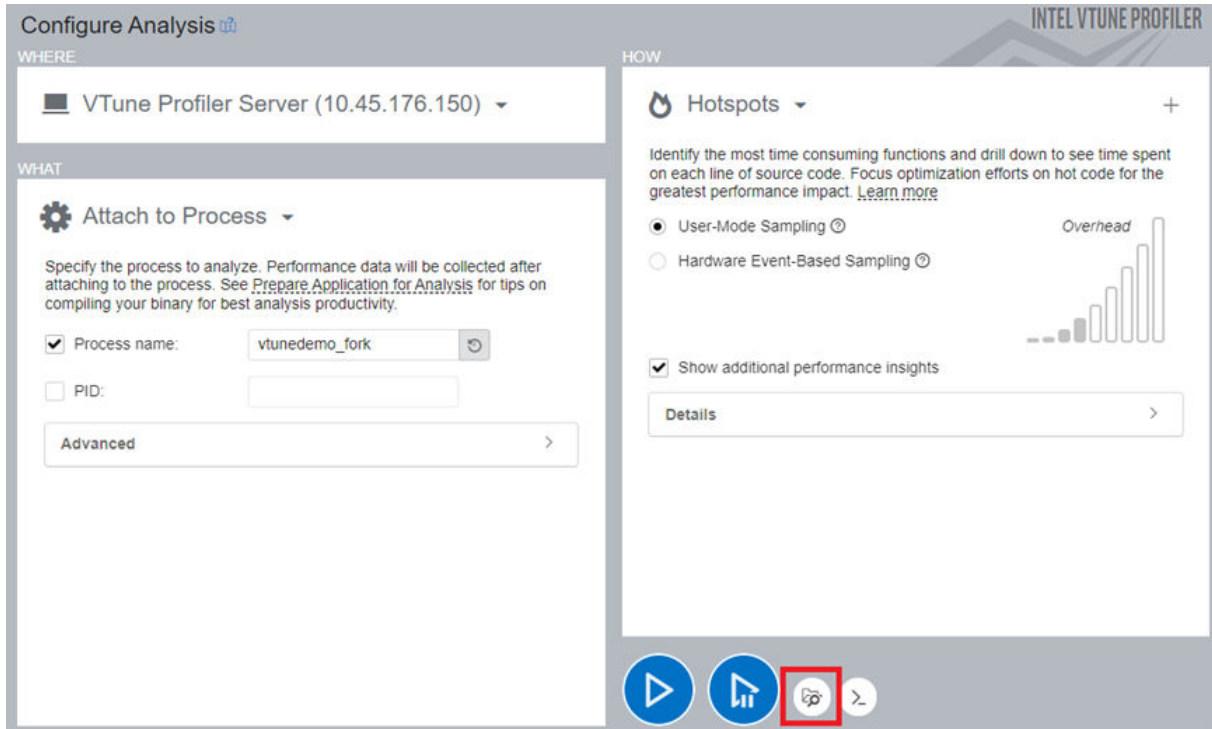 Configure Analysis
INTEL VTUNE PROFILER
WHERE
VTune Profiler Server (10.45.176.150)
WHAT
Attach to Process
Specify the process to analyze. Performance data will be collected after
attaching to the process. See Prepare Application for Analysis for tips on
compiling your binary for best analysis productivity.
Process name: vtunedemo_fork
PID:
Advanced
HOW
Hotspots
Identify the most time consuming functions and drill down to see time spent
on each line of source code. Focus optimization efforts on hot code for the
greatest performance impact. Learn more
User-Mode Sampling
Overhead
Hardware Event-Based Sampling
Show additional performance insights
Details